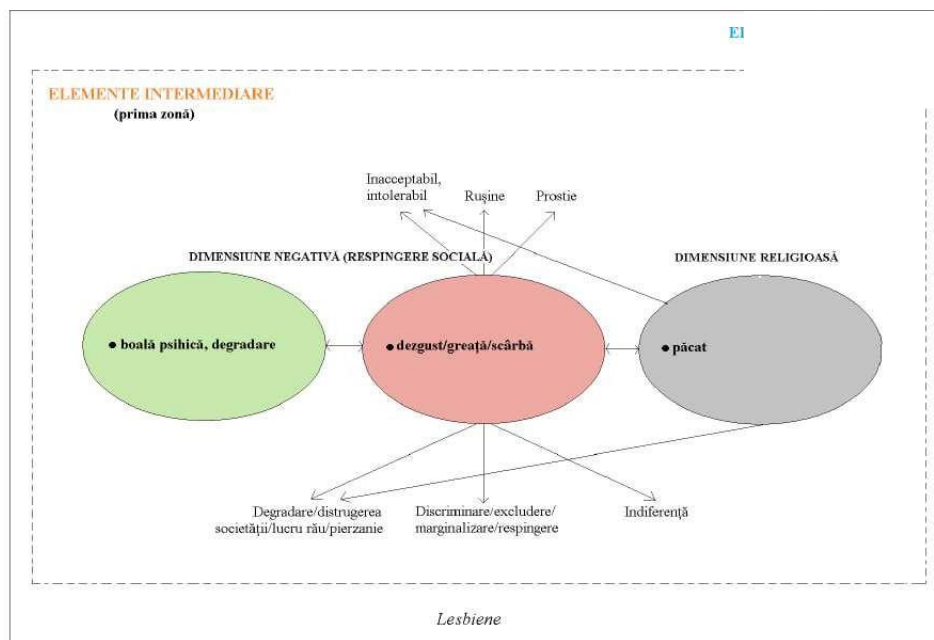 ELEMENTE INTERMEDIARE
(prima zonă)
Inacceptabil,
intolerabil
Rușine
Prostie
DIMENSIUNE NEGATIVĂ (RESPINGERE SOCIALĂ)
DIMENSIUNE RELIGIOASĂ
boală psihică, degradare
dezgust/greață/scârbă
păcat
Degradare/distrugerea
societății/lucru rău/pierzanie
Discriminare/excludere/
marginalizare/respingere
Indiferență
Lesbiene